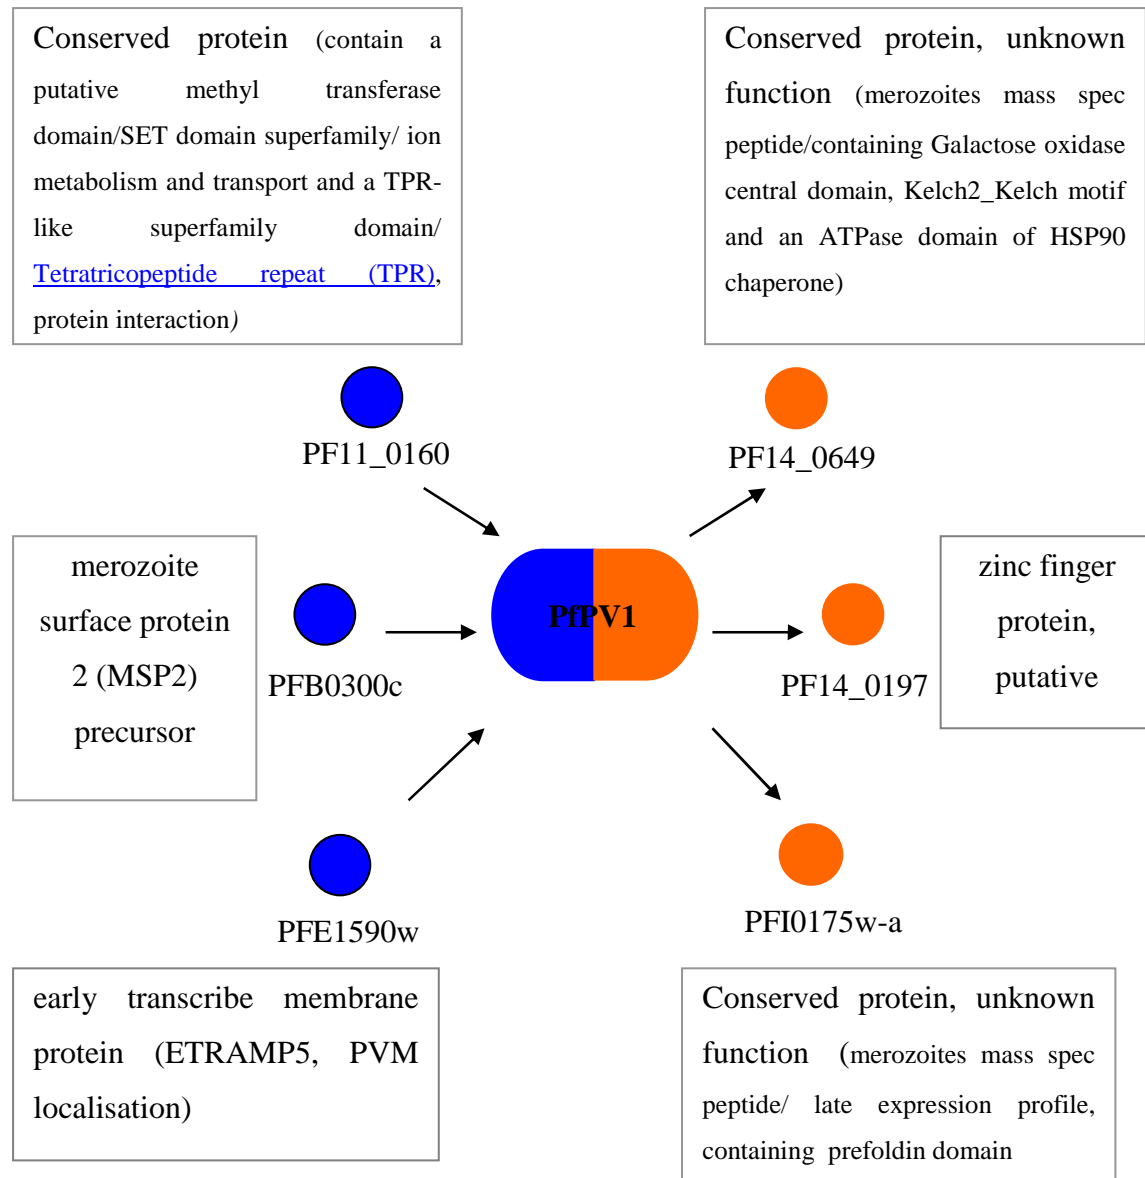 Conserved protein (contain a
putative methyl transferase
domain/SET domain superfamily/ ion
metabolism and transport and a TPR-
like superfamily domain/
Tetratricopeptide repeat (TPR),
protein interaction)
Conserved protein, unknown
function (merozoites mass spec
peptide/containing Galactose oxidase
central domain, Kelch2_Kelch motif
and an ATPase domain of HSP90
chaperone)
PF11_0160
PF14_0649
merozoite
surface protein
2 (MSP2)
precursor
PFB0300c
PfPV1
PF14_0197
zinc finger
protein,
putative
PFE1590w
PFI0175w-a
early transcribe membrane
protein (ETRAMP5, PVM
localisation)
Conserved protein, unknown
function (merozoites mass spec
peptide/ late expression profile,
containing prefoldin domain